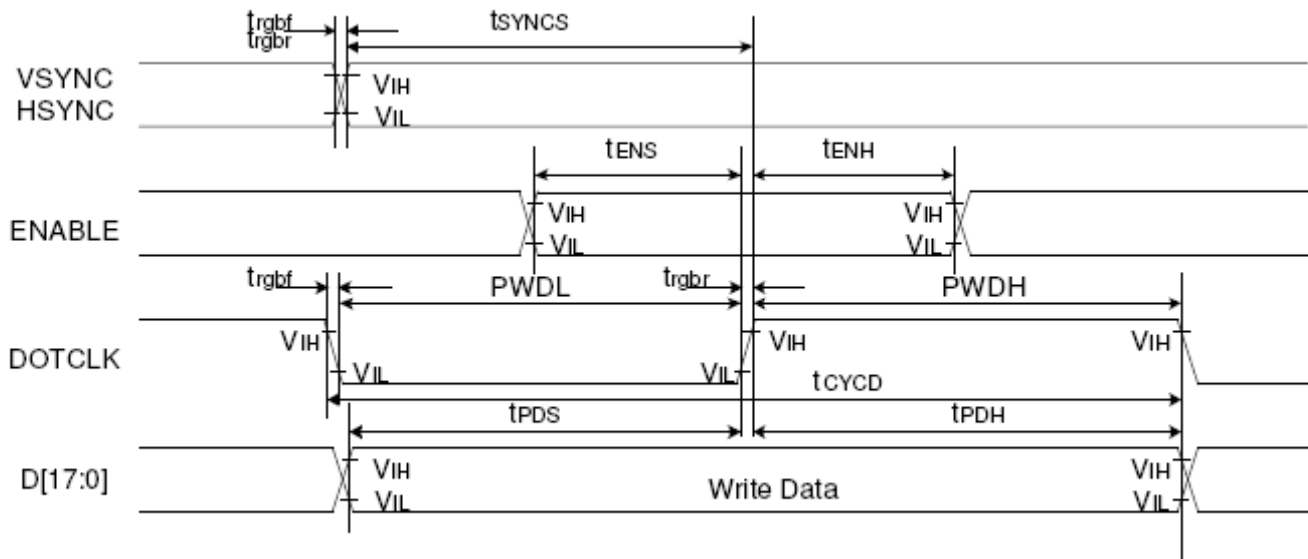 trgbf
trgbr
tSYNCS
VSYNC
HSYNC
VIH
VIL
tENS
tENH
ENABLE
VIH
VIL
VIH
VIL
trgbf
PWDL
trgbr
PWDH
DOTCLK
VIH
VIL
VIL
VIH
VIH
tCYCD
tPDS
tPDH
D[17:0]
VIH
VIL
Write Data
VIH
VIL